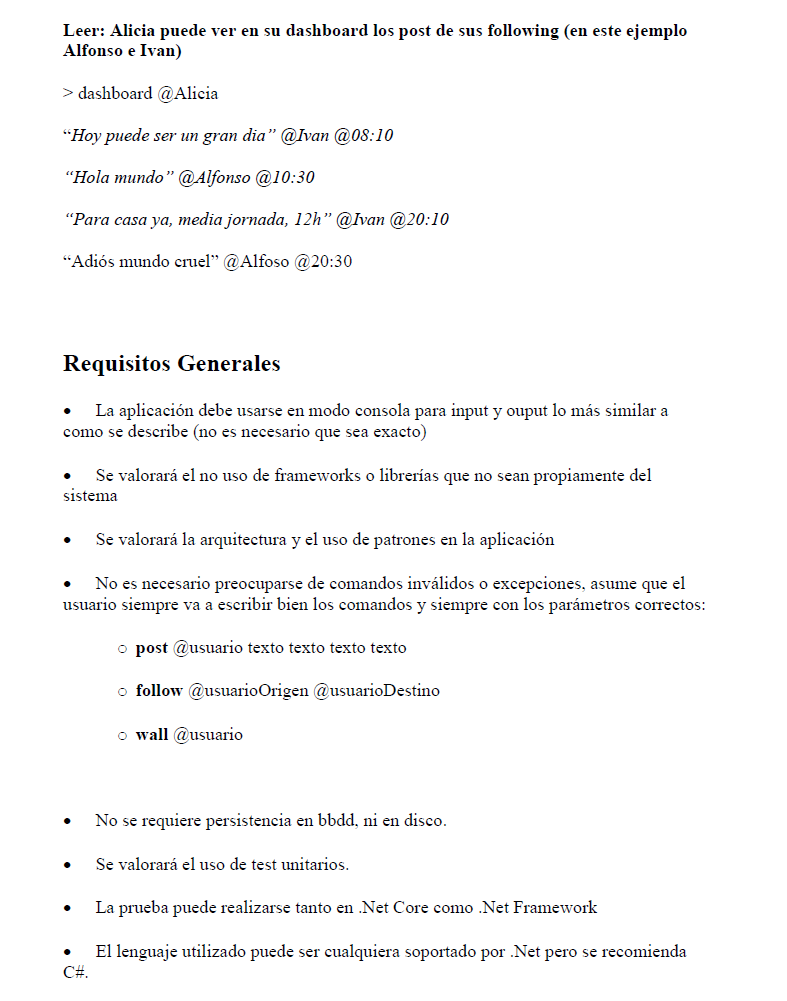 Leer: Alicia puede ver en su dashboard los post de sus following (en este ejemplo
Alfonso e Ivan)
> dashboard @Alicia
“Hoy puede ser un gran dia” @Ivan @08:10
“Hola mundo” @Alfonso @10:30
“Para casa ya, media jornada, 12h” @Ivan @20:10
“Adiós mundo cruel” @Alfoso @20:30
Requisitos Generales
• La aplicación debe usarse en modo consola para input y ouput lo más similar a
como se describe (no es necesario que sea exacto)
• Se valorará el no uso de frameworks o librerías que no sean propiamente del
sistema
• Se valorará la arquitectura y el uso de patrones en la aplicación
• No es necesario preocuparse de comandos inválidos o excepciones, asume que el
usuario siempre va a escribir bien los comandos y siempre con los parámetros correctos:
○ post @usuario texto texto texto texto
○ follow @usuarioOrigen @usuarioDestino
○ wall @usuario
• No se requiere persistencia en bbdd, ni en disco.
• Se valorará el uso de test unitarios.
• La prueba puede realizarse tanto en .Net Core como .Net Framework
• El lenguaje utilizado puede ser cualquiera soportado por .Net pero se recomienda
C#.